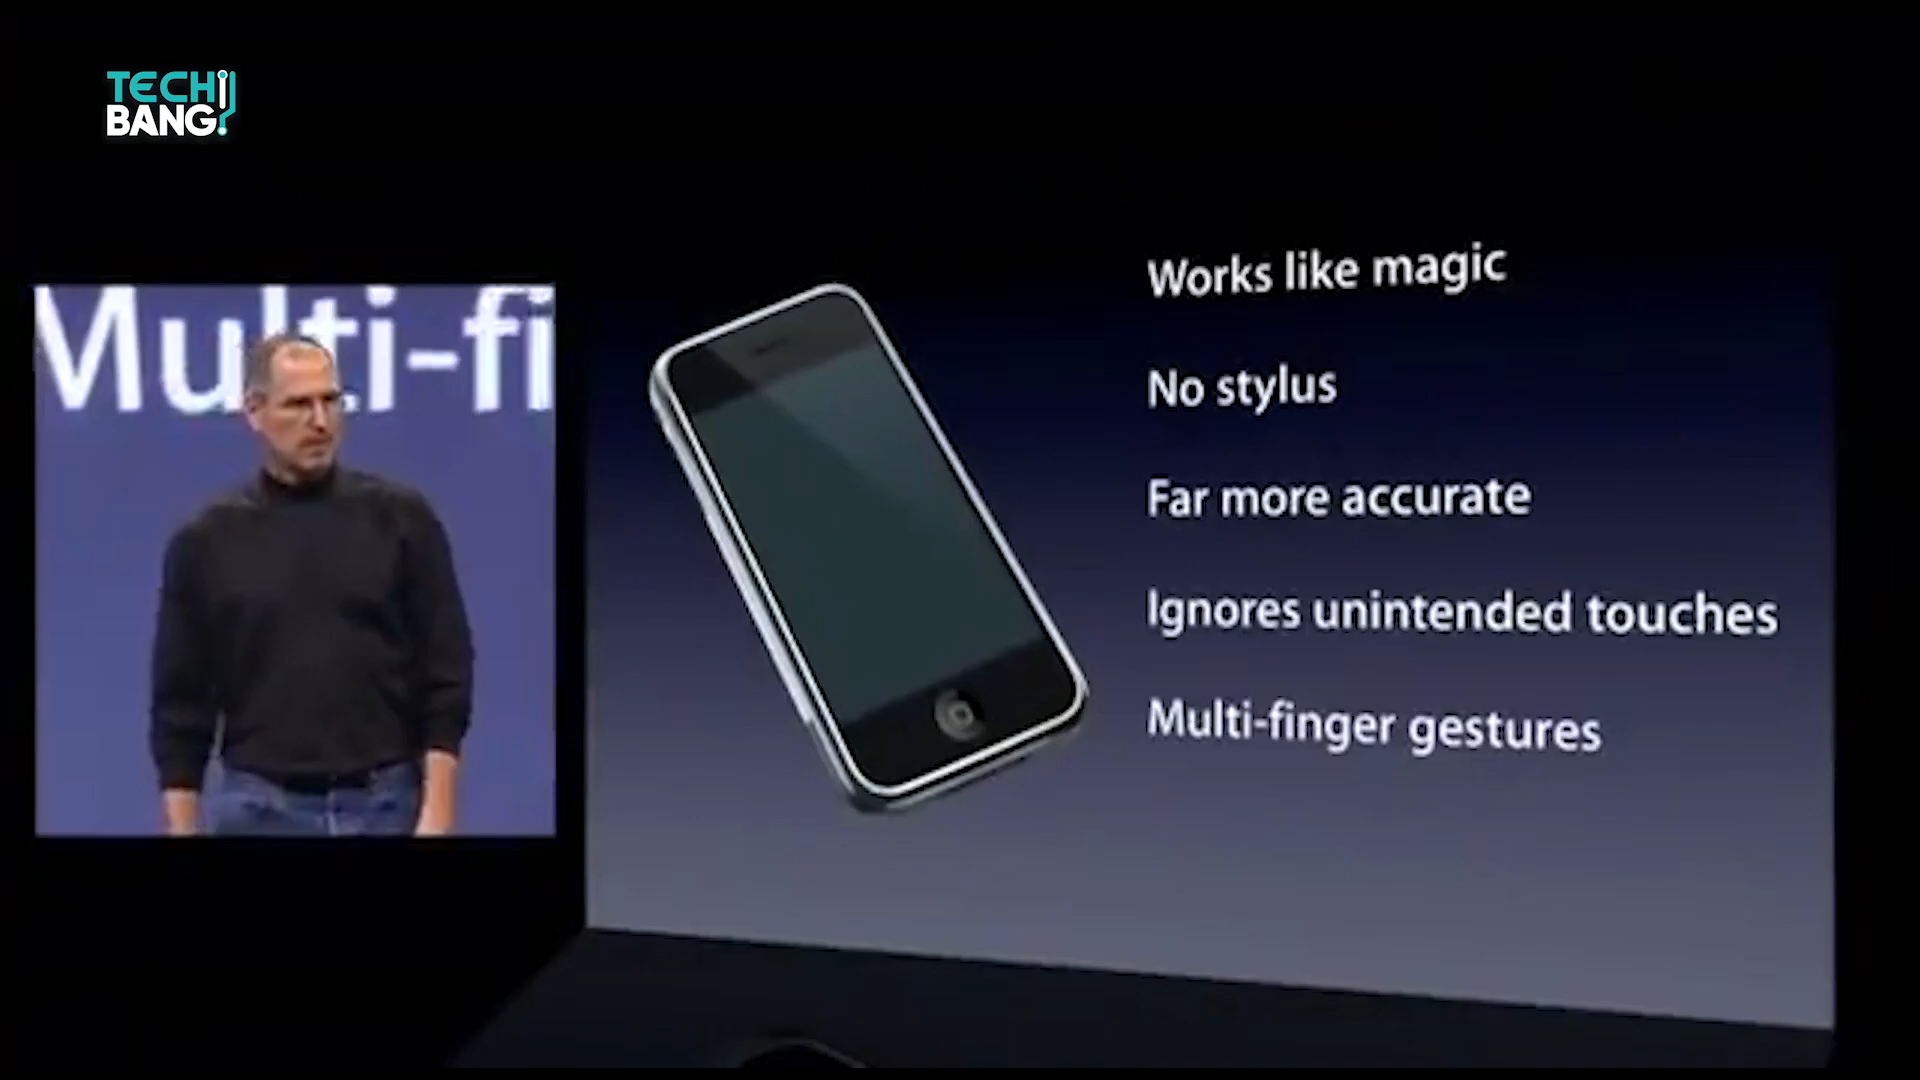 TECH
BANG!
Multi-fi
Works like magic
No stylus
Far more accurate
Ignores unintended touches
Multi-finger gestures